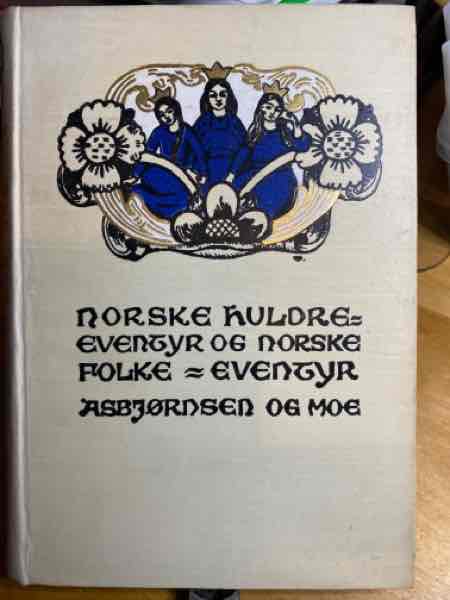 NORSKE HULDRE=
EVENTYR OG NORSKE
FOLKE = EVENTYR
ASBJØRNSEN OG MOE